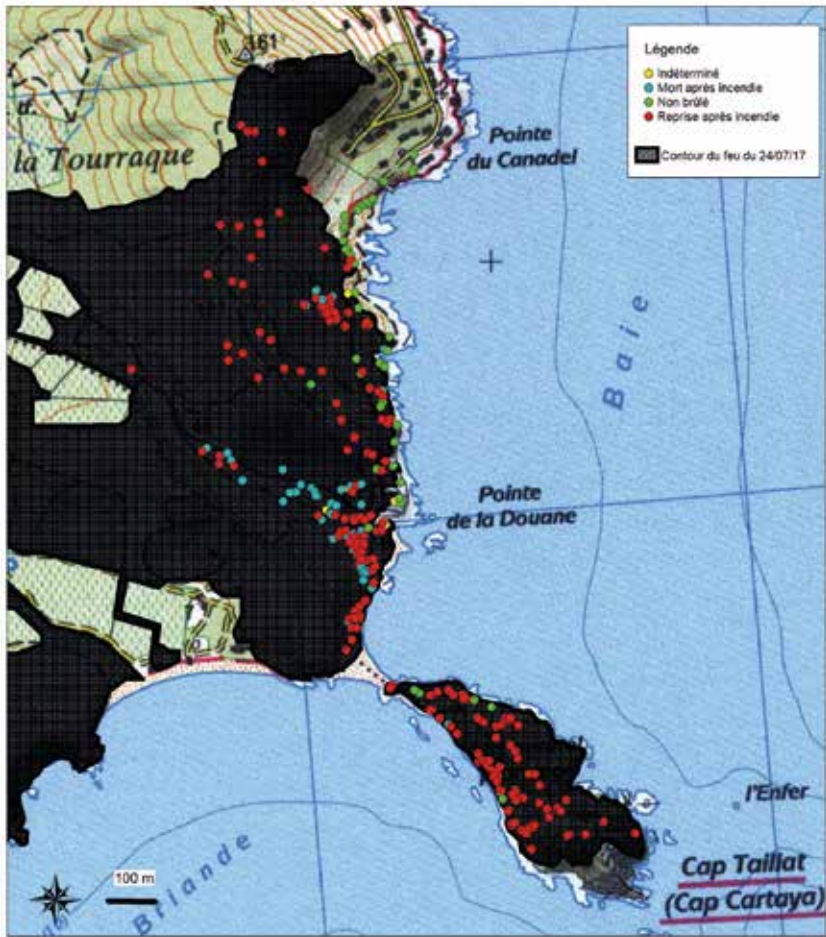 161
Légende
Indéterminé
Mort après incendie
Non brûlé
Reprise après incendie
Contour du feu du 24/07/17
la Tourraque
Pointe
du Canadel
Baie
Pointe
de la Douane
l'Enfer
Cap Taillat
(Cap Cartaya)
100 m
Briande